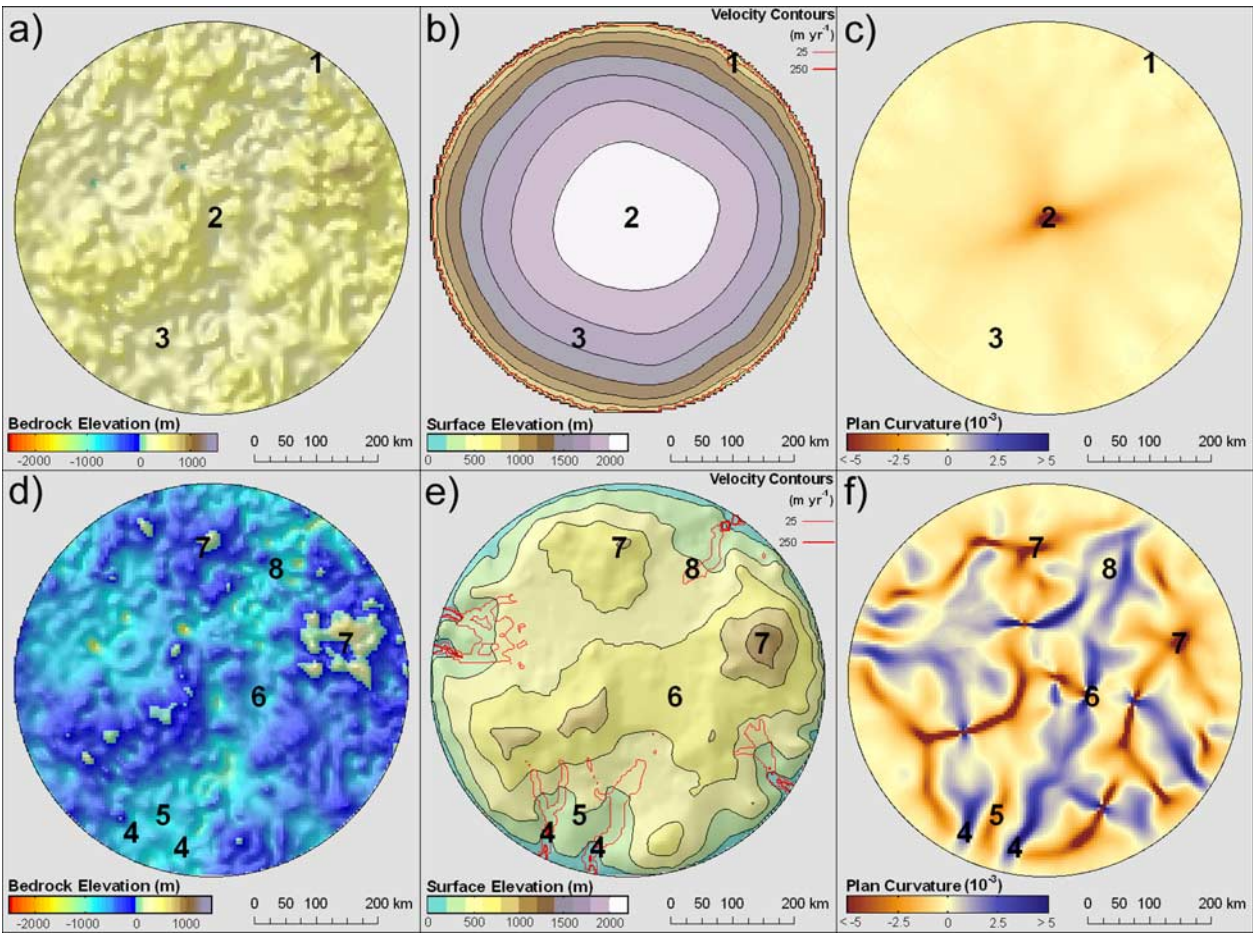 a)
1
2
3
Bedrock Elevation (m)
-2000 -1000 0 1000
0 50 100 200 km
b)
Velocity Contours
(m yr-1)
25
250
1
2
3
Surface Elevation (m)
0 500 1000 1500 2000
0 50 100 200 km
c)
1
2
3
Plan Curvature (10-3)
< -5 -2.5 0 2.5 > 5
0 50 100 200 km
d)
7
8
7
6
5
4
4
Bedrock Elevation (m)
-2000 -1000 0 1000
0 50 100 200 km
e)
Velocity Contours
(m yr-1)
25
250
7
8
7
6
5
4
4
Surface Elevation (m)
0 500 1000 1500 2000
0 50 100 200 km
f)
7
8
7
6
5
4
4
Plan Curvature (10-3)
< -5 -2.5 0 2.5 > 5
0 50 100 200 km